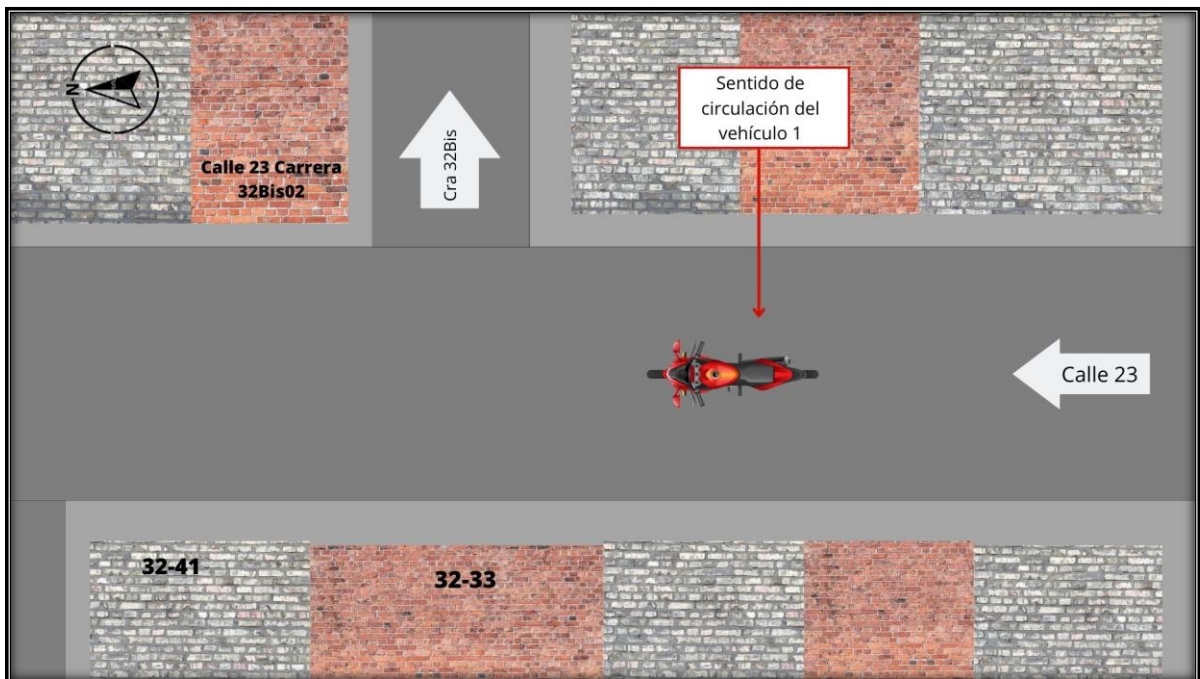 N
Calle 23 Carrera
32Bis02
Cra 32Bis
Sentido de
circulación del
vehículo 1
Calle 23
32-41
32-33